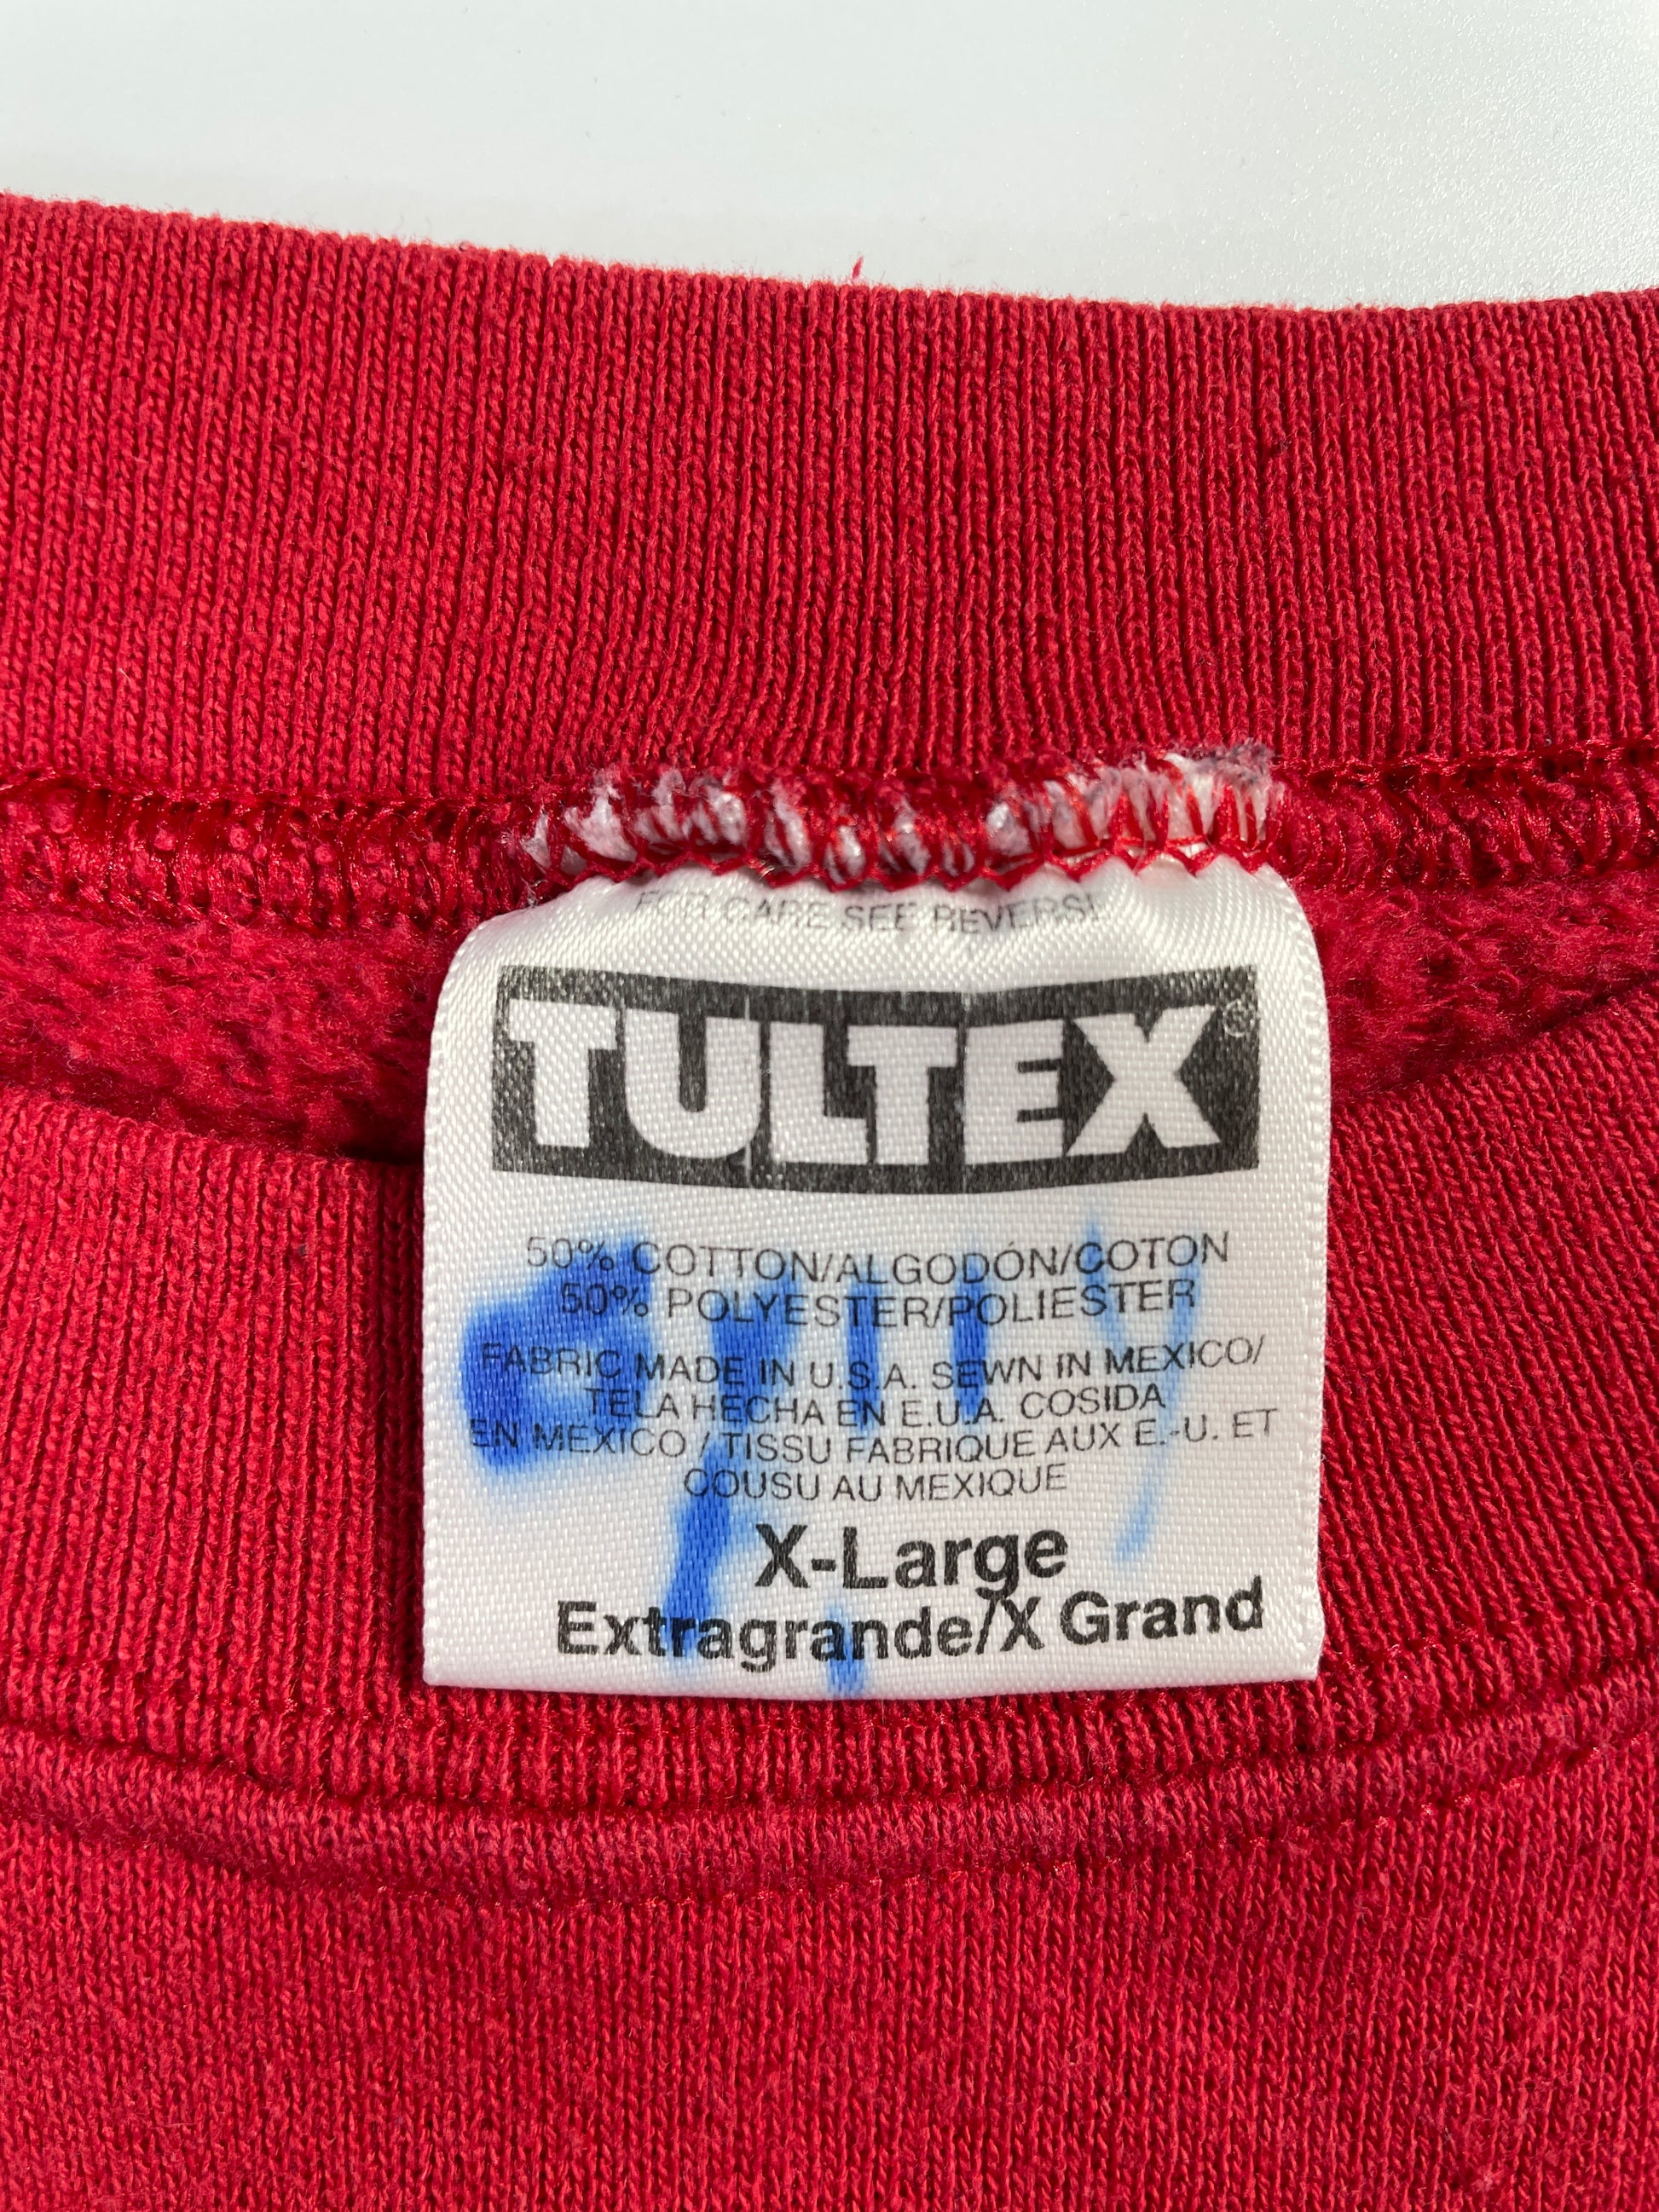 FOR CARE SEE REVERSE
TULTEX®
50% COTTON/ALGODÓN/COTON
50% POLYESTER/POLIESTER
FABRIC MADE IN U.S.A. SEWN IN MEXICO/
TELA HECHA EN E.U.A. COSIDA
EN MEXICO / TISSU FABRIQUE AUX E.-U. ET
COUSU AU MEXIQUE
X-Large
Extragrande/X Grand